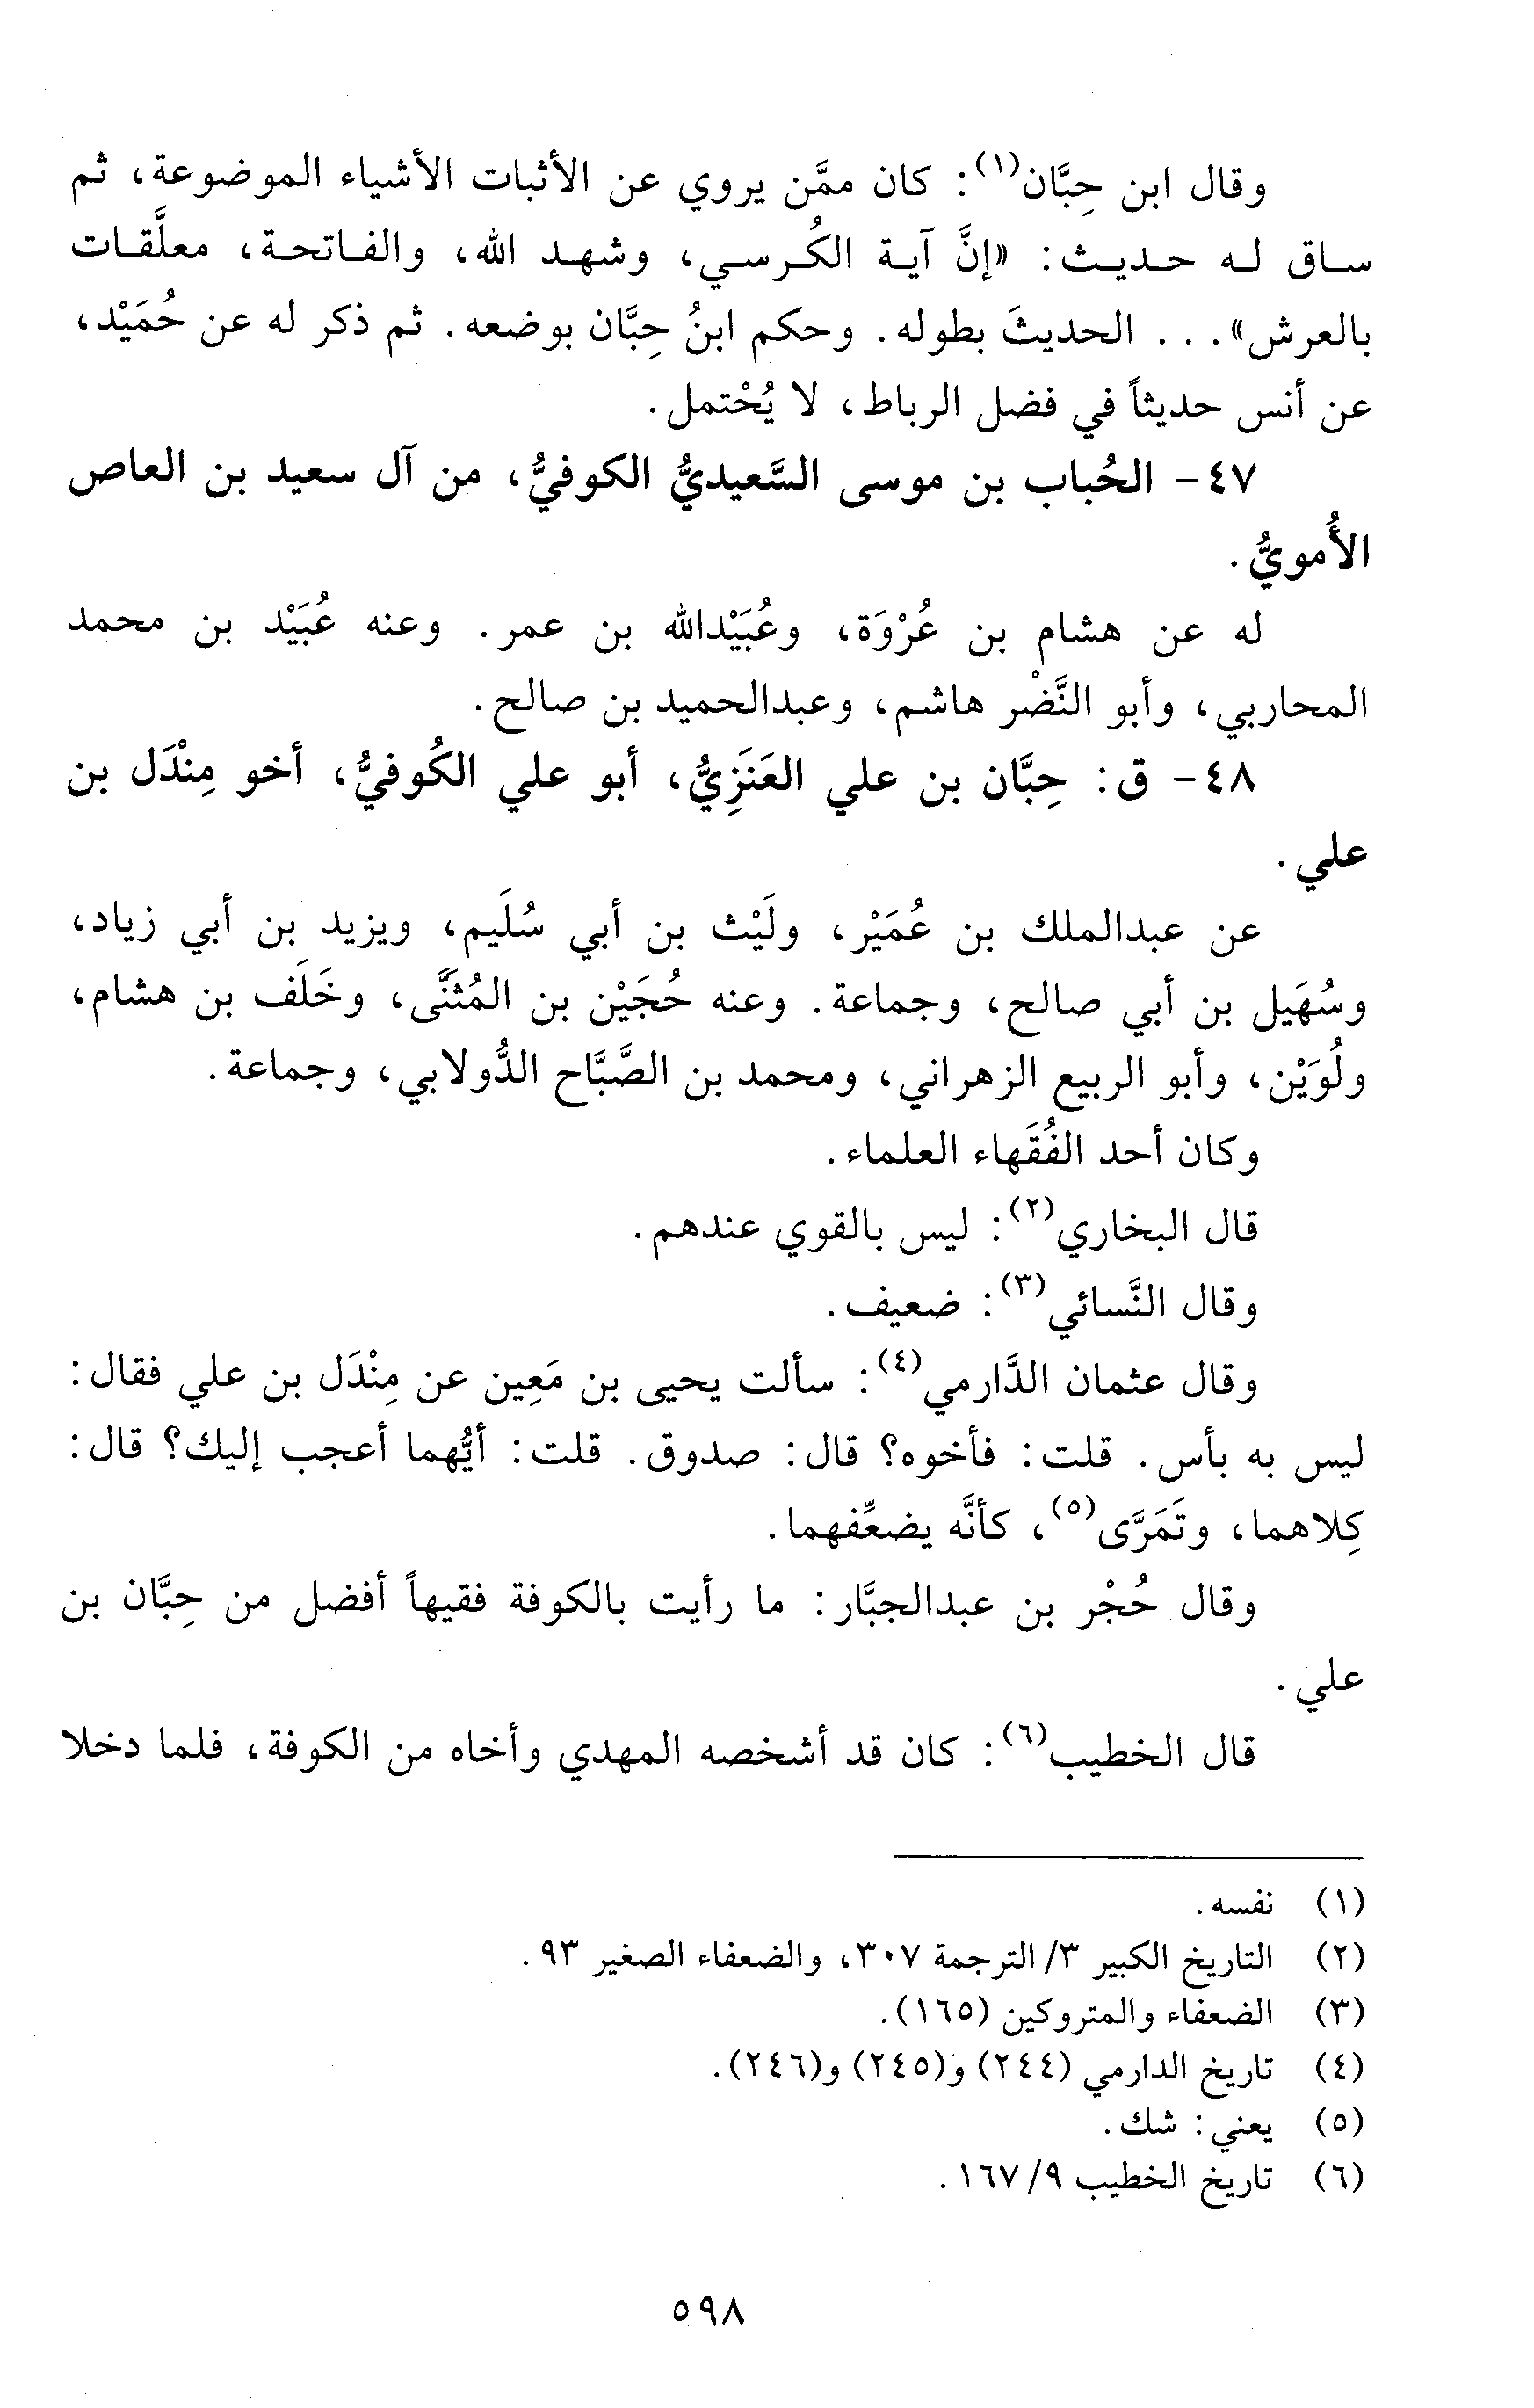 وقال ابن حِبَّان(١): كان ممَّن يروي عن الأثبات الأشياء الموضوعة، ثم
ساق له حديث: «إنَّ آية الكُرسي، وشهد الله، والفاتحة، معلَّقات
بالعرش»... الحديثَ بطوله. وحكم ابنُ حِبَّان بوضعه. ثم ذكر له عن حُمَيْد،
عن أنس حديثاً في فضل الرباط، لا يُحْتمل.
٤٧- الحُباب بن موسى السَّعيديُّ الكوفيُّ، من آل سعيد بن العاص
الأُمويُّ.
له عن هشام بن عُرْوَة، وعُبَيْدالله بن عمر. وعنه عُبَيْد بن محمد
المحاربي، وأبو النَّضْر هاشم، وعبدالحميد بن صالح.
٤٨- ق: حِبَّان بن علي العَنَزِيُّ، أبو علي الكُوفيُّ، أخو مِنْدَل بن
علي.
عن عبدالملك بن عُمَيْر، ولَيْث بن أبي سُلَيم، ويزيد بن أبي زياد،
وسُهَيل بن أبي صالح، وجماعة. وعنه حُجَيْن بن المُثنَّى، وخَلَف بن هشام،
ولُوَيْن، وأبو الربيع الزهراني، ومحمد بن الصَّبَّاح الدُّولابي، وجماعة.
وكان أحد الفُقَهاء العلماء.
قال البخاري(٢): ليس بالقوي عندهم.
وقال النَّسائي(٣): ضعيف.
وقال عثمان الدَّارمي(٤): سألت يحيى بن مَعِين عن مِنْدَل بن علي فقال:
ليس به بأس. قلت: فأخوه؟ قال: صدوق. قلت: أيُّهما أعجب إليك؟ قال:
كِلاهما، وتَمَرَّى(٥)، كأنَّه يضعِّفهما.
وقال حُجْر بن عبدالجبَّار: ما رأيت بالكوفة فقيهاً أفضل من حِبَّان بن
علي.
قال الخطيب(٦): كان قد أشخصه المهدي وأخاه من الكوفة، فلما دخلا
(١) نفسه.
(٢) التاريخ الكبير ٣/ الترجمة ٣٠٧، والضعفاء الصغير ٩٣.
(٣) الضعفاء والمتروكين (١٦٥).
(٤) تاريخ الدارمي (٢٤٤) و(٢٤٥) و(٢٤٦).
(٥) يعني: شك.
(٦) تاريخ الخطيب ٩/ ١٦٧.
٥٩٨